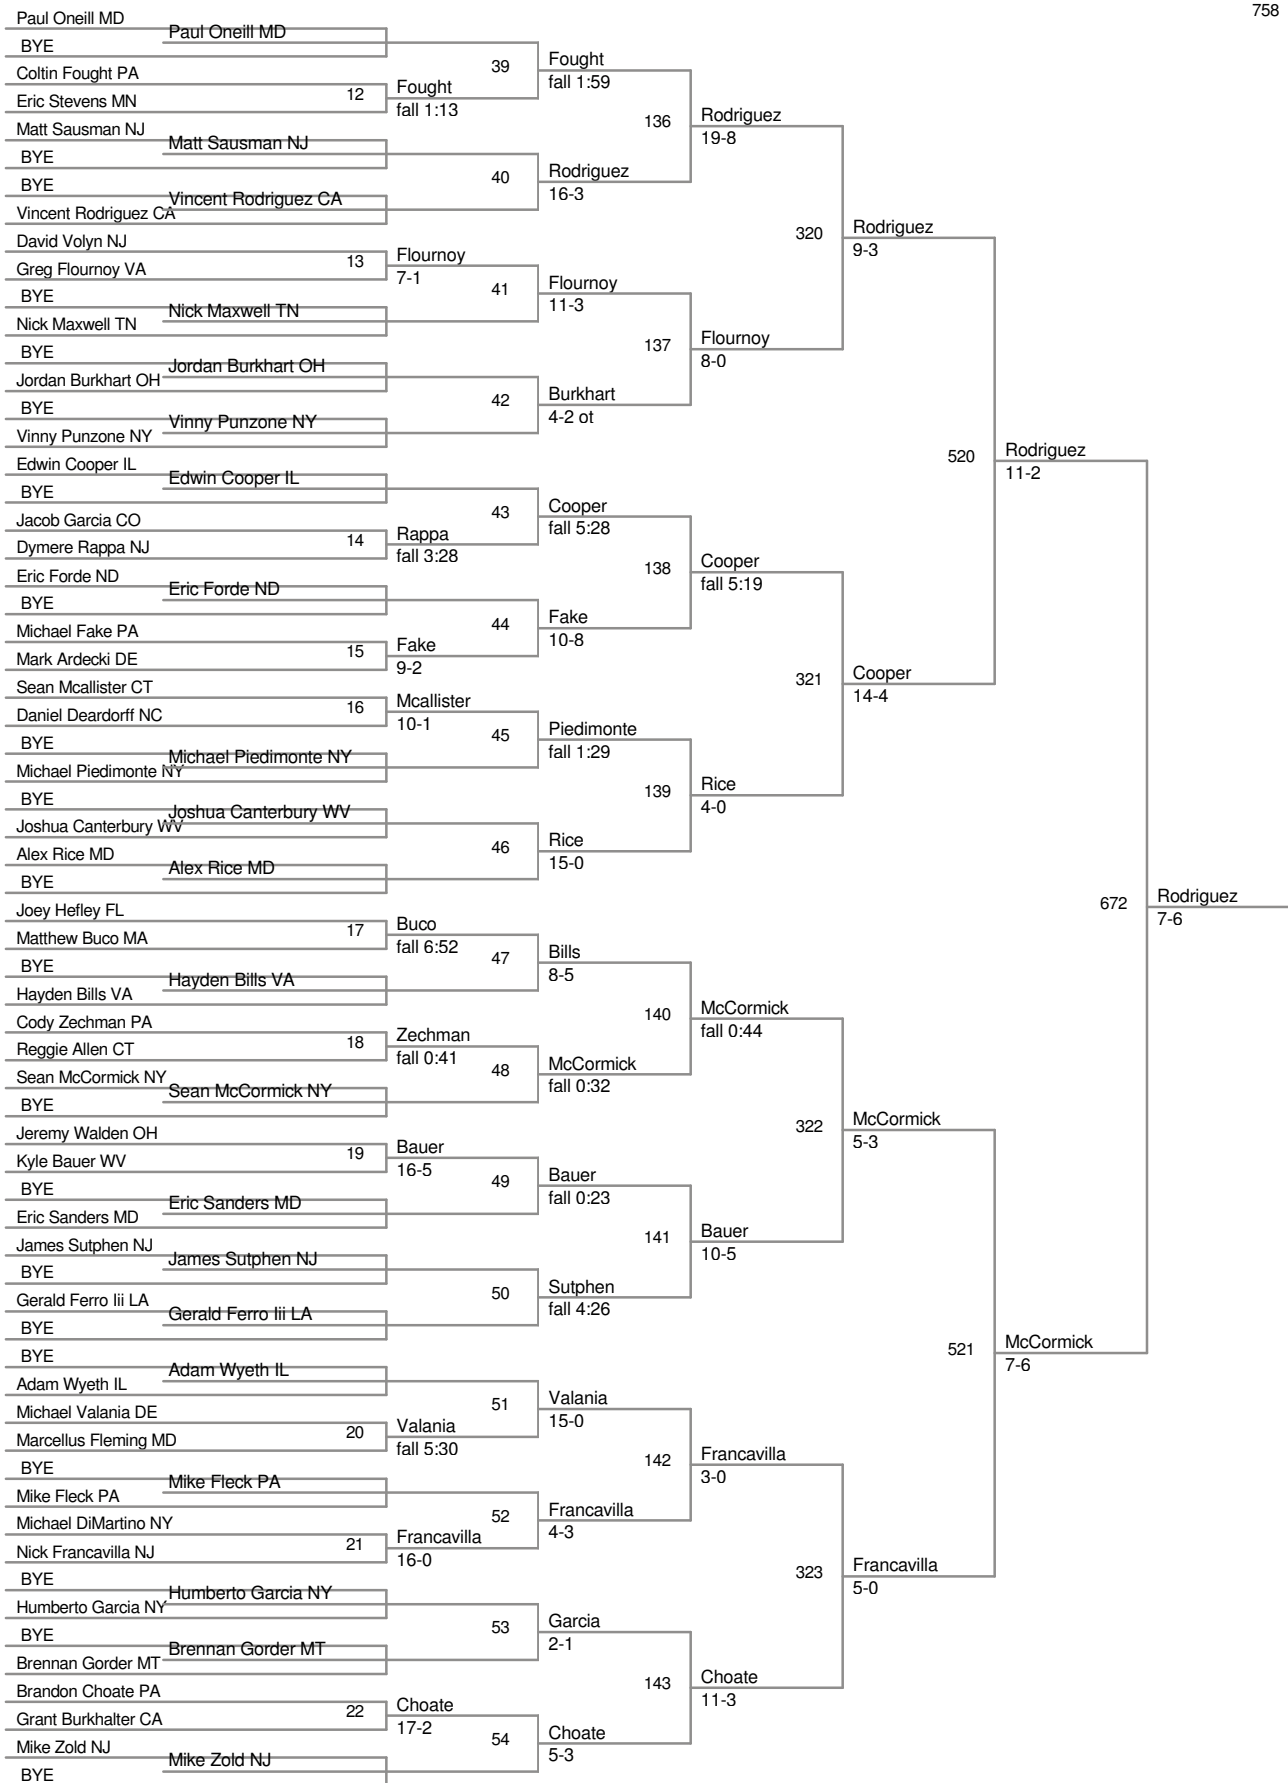 758
Paul Oneill MD
BYE
Coltin Fought PA
Eric Stevens MN
Matt Sausman NJ
BYE
BYE
Vincent Rodriguez CA
David Volyn NJ
Greg Flournoy VA
BYE
Nick Maxwell TN
BYE
Jordan Burkhart OH
BYE
Vinny Punzone NY
Edwin Cooper IL
BYE
Jacob Garcia CO
Dymere Rappa NJ
Eric Forde ND
BYE
Michael Fake PA
Mark Ardecki DE
Sean Mcallister CT
Daniel Deardorff NC
BYE
Michael Piedimonte NY
BYE
Joshua Canterbury WV
Alex Rice MD
BYE
Joey Hefley FL
Matthew Buco MA
BYE
Hayden Bills VA
Cody Zechman PA
Reggie Allen CT
Sean McCormick NY
BYE
Jeremy Walden OH
Kyle Bauer WV
BYE
Eric Sanders MD
James Sutphen NJ
BYE
Gerald Ferro Iii LA
BYE
BYE
Adam Wyeth IL
Michael Valania DE
Marcellus Fleming MD
BYE
Mike Fleck PA
Michael DiMartino NY
Nick Francavilla NJ
BYE
Humberto Garcia NY
BYE
Brennan Gorder MT
Brandon Choate PA
Grant Burkhalter CA
Mike Zold NJ
BYE
Paul Oneill MD
12
Fought
fall 1:13
Matt Sausman NJ
Vincent Rodriguez CA
13
Flournoy
7-1
Nick Maxwell TN
Jordan Burkhart OH
Vinny Punzone NY
Edwin Cooper IL
14
Rappa
fall 3:28
Eric Forde ND
15
Fake
9-2
16
Mcallister
10-1
Michael Piedimonte NY
Joshua Canterbury WV
Alex Rice MD
17
Buco
fall 6:52
Hayden Bills VA
18
Zechman
fall 0:41
Sean McCormick NY
19
Bauer
16-5
Eric Sanders MD
James Sutphen NJ
Gerald Ferro Iii LA
Adam Wyeth IL
20
Valania
fall 5:30
Mike Fleck PA
21
Francavilla
16-0
Humberto Garcia NY
Brennan Gorder MT
22
Choate
17-2
Mike Zold NJ
39
Fought
fall 1:59
40
Rodriguez
16-3
41
Flournoy
11-3
42
Burkhart
4-2 ot
43
Cooper
fall 5:28
44
Fake
10-8
45
Piedimonte
fall 1:29
46
Rice
15-0
47
Bills
8-5
48
McCormick
fall 0:32
49
Bauer
fall 0:23
50
Sutphen
fall 4:26
51
Valania
15-0
52
Francavilla
4-3
53
Garcia
2-1
54
Choate
5-3
136
Rodriguez
19-8
137
Flournoy
8-0
138
Cooper
fall 5:19
139
Rice
4-0
140
McCormick
fall 0:44
141
Bauer
10-5
142
Francavilla
3-0
143
Choate
11-3
320
Rodriguez
9-3
321
Cooper
14-4
322
McCormick
5-3
323
Francavilla
5-0
520
Rodriguez
11-2
521
McCormick
7-6
672
Rodriguez
7-6